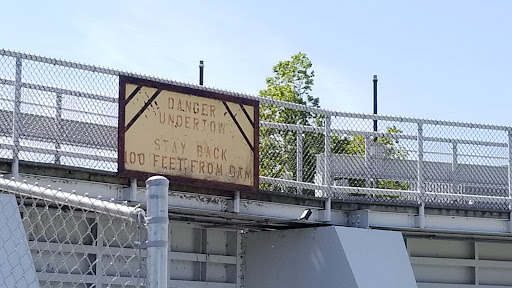 DANGER
UNDERTOW
STAY BACK
100 FEET FROM DAM